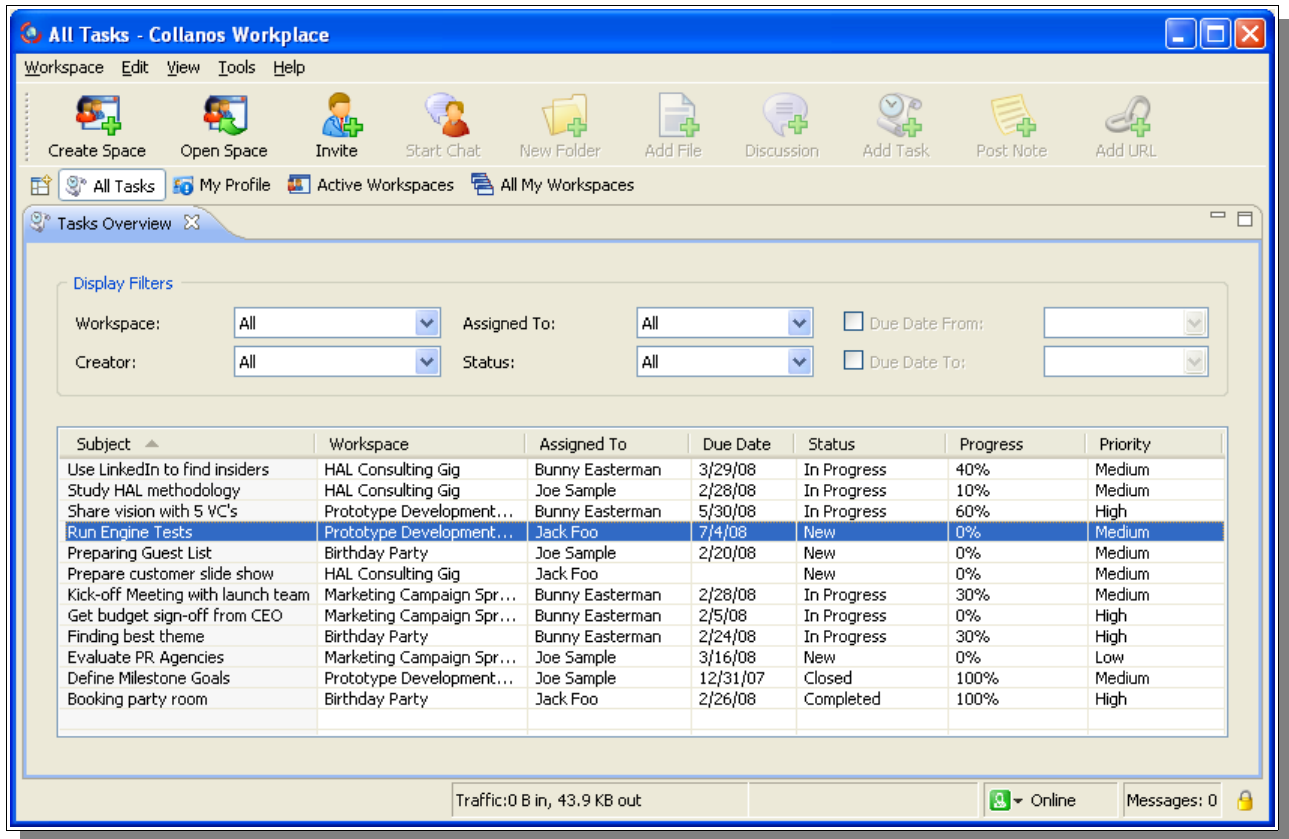 All Tasks - Collanos Workplace
Workspace Edit View Tools Help
Create Space Open Space Invite Start Chat New Folder Add File Discussion Add Task Post Note Add URL
All Tasks My Profile Active Workspaces All My Workspaces
Tasks Overview
Display Filters
Workspace: All Assigned To: All Due Date From:
Creator: All Status: All Due Date To:
Subject Workspace Assigned To Due Date Status Progress Priority
Use LinkedIn to find insiders HAL Consulting Gig Bunny Easterman 3/29/08 In Progress 40% Medium
Study HAL methodology HAL Consulting Gig Joe Sample 2/28/08 In Progress 10% Medium
Share vision with 5 VC's Prototype Development... Bunny Easterman 5/30/08 In Progress 60% High
Run Engine Tests Prototype Development... Jack Foo 7/4/08 New 0% Medium
Preparing Guest List Birthday Party Joe Sample 2/20/08 New 0% Medium
Prepare customer slide show HAL Consulting Gig Jack Foo New 0% Medium
Kick-off Meeting with launch team Marketing Campaign Spr... Bunny Easterman 2/28/08 In Progress 30% Medium
Get budget sign-off from CEO Marketing Campaign Spr... Bunny Easterman 2/5/08 In Progress 0% High
Finding best theme Birthday Party Bunny Easterman 2/24/08 In Progress 30% High
Evaluate PR Agencies Marketing Campaign Spr... Joe Sample 3/16/08 New 0% Low
Define Milestone Goals Prototype Development... Joe Sample 12/31/07 Closed 100% Medium
Booking party room Birthday Party Jack Foo 2/26/08 Completed 100% High
Traffic:0 B in, 43.9 KB out Online Messages: 0